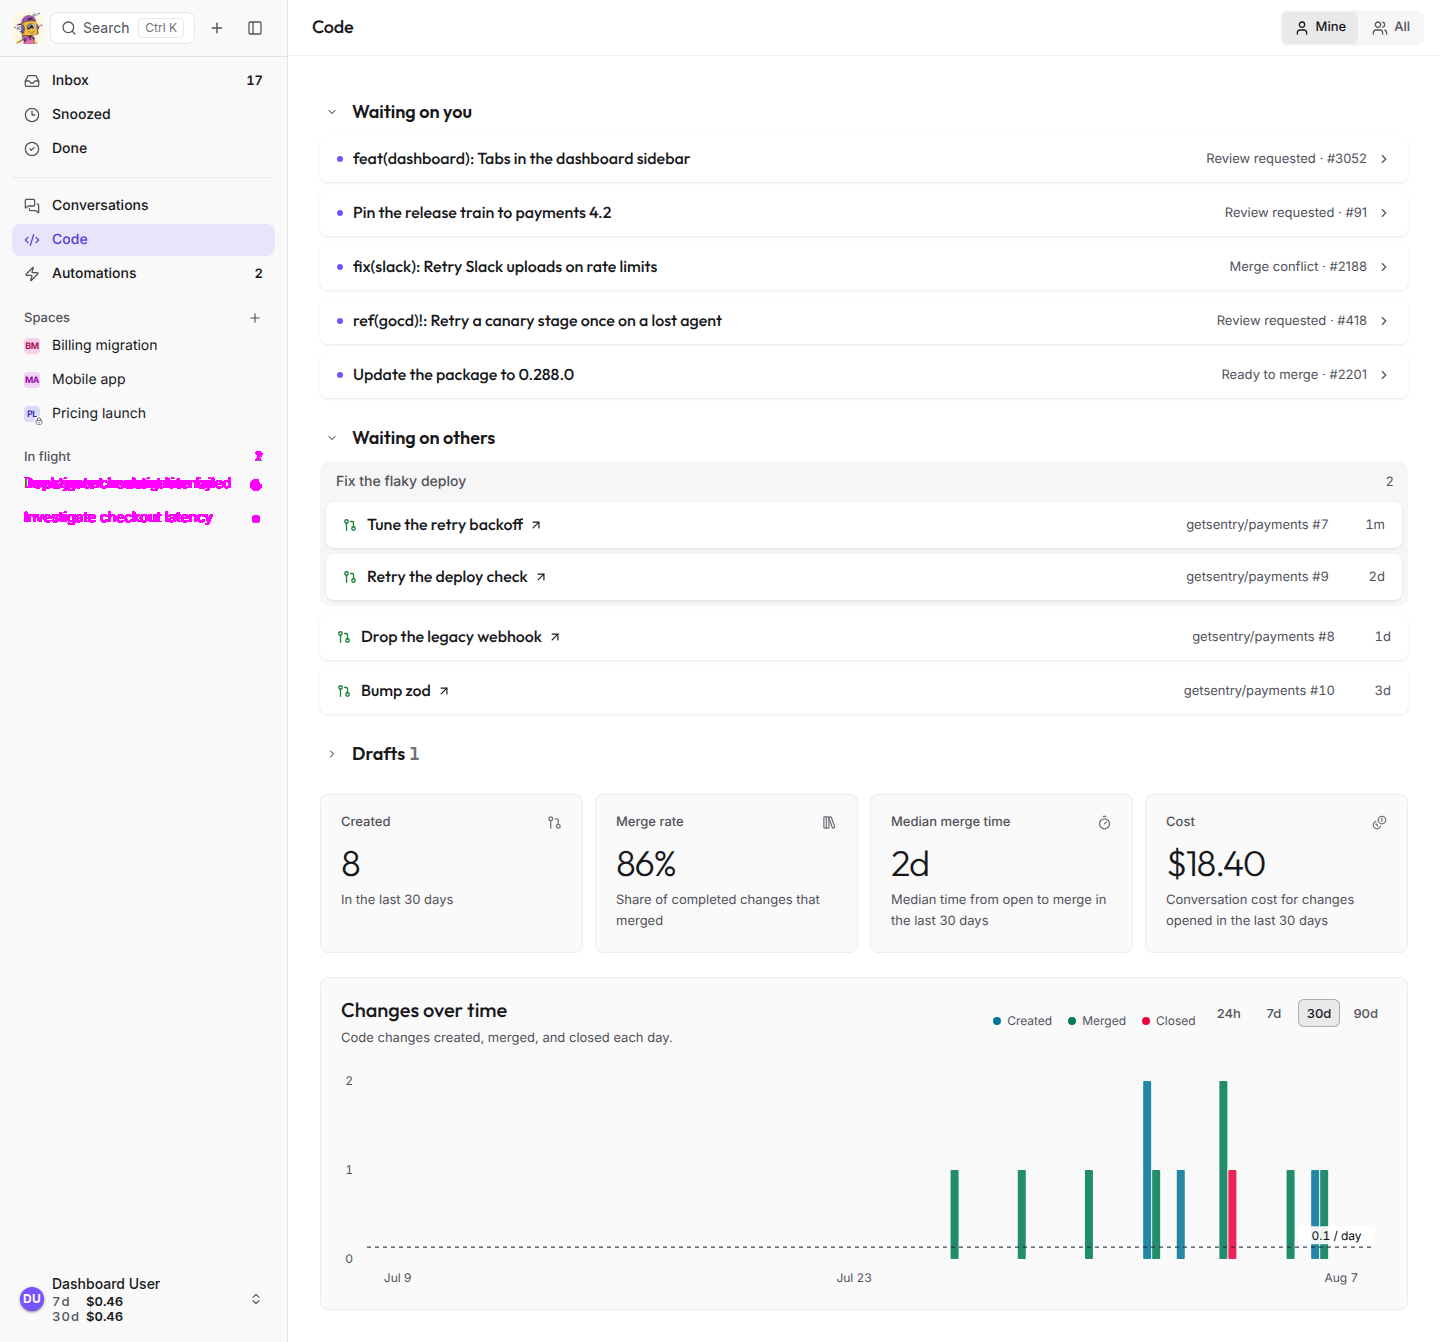 Search Ctrl K
Inbox 17
Snoozed
Done
Conversations
Code
Automations 2
Spaces
BM Billing migration
MA Mobile app
PL Pricing launch
In flight
Investigate checkout latency
Dashboard User
DU
7d $0.46
30d $0.46
Code
Mine All
Waiting on you
feat(dashboard): Tabs in the dashboard sidebar Review requested · #3052
Pin the release train to payments 4.2 Review requested · #91
fix(slack): Retry Slack uploads on rate limits Merge conflict · #2188
ref(gocd)!: Retry a canary stage once on a lost agent Review requested · #418
Update the package to 0.288.0 Ready to merge · #2201
Waiting on others
Fix the flaky deploy 2
Tune the retry backoff getsentry/payments #7 1m
Retry the deploy check getsentry/payments #9 2d
Drop the legacy webhook getsentry/payments #8 1d
Bump zod getsentry/payments #10 3d
Drafts 1
Created
8
In the last 30 days
Merge rate
86%
Share of completed changes that
merged
Median merge time
2d
Median time from open to merge in
the last 30 days
Cost
$18.40
Conversation cost for changes
opened in the last 30 days
Changes over time
Code changes created, merged, and closed each day.
Created Merged Closed 24h 7d 30d 90d
2
1
0
0.1 / day
Jul 9 Jul 23 Aug 7